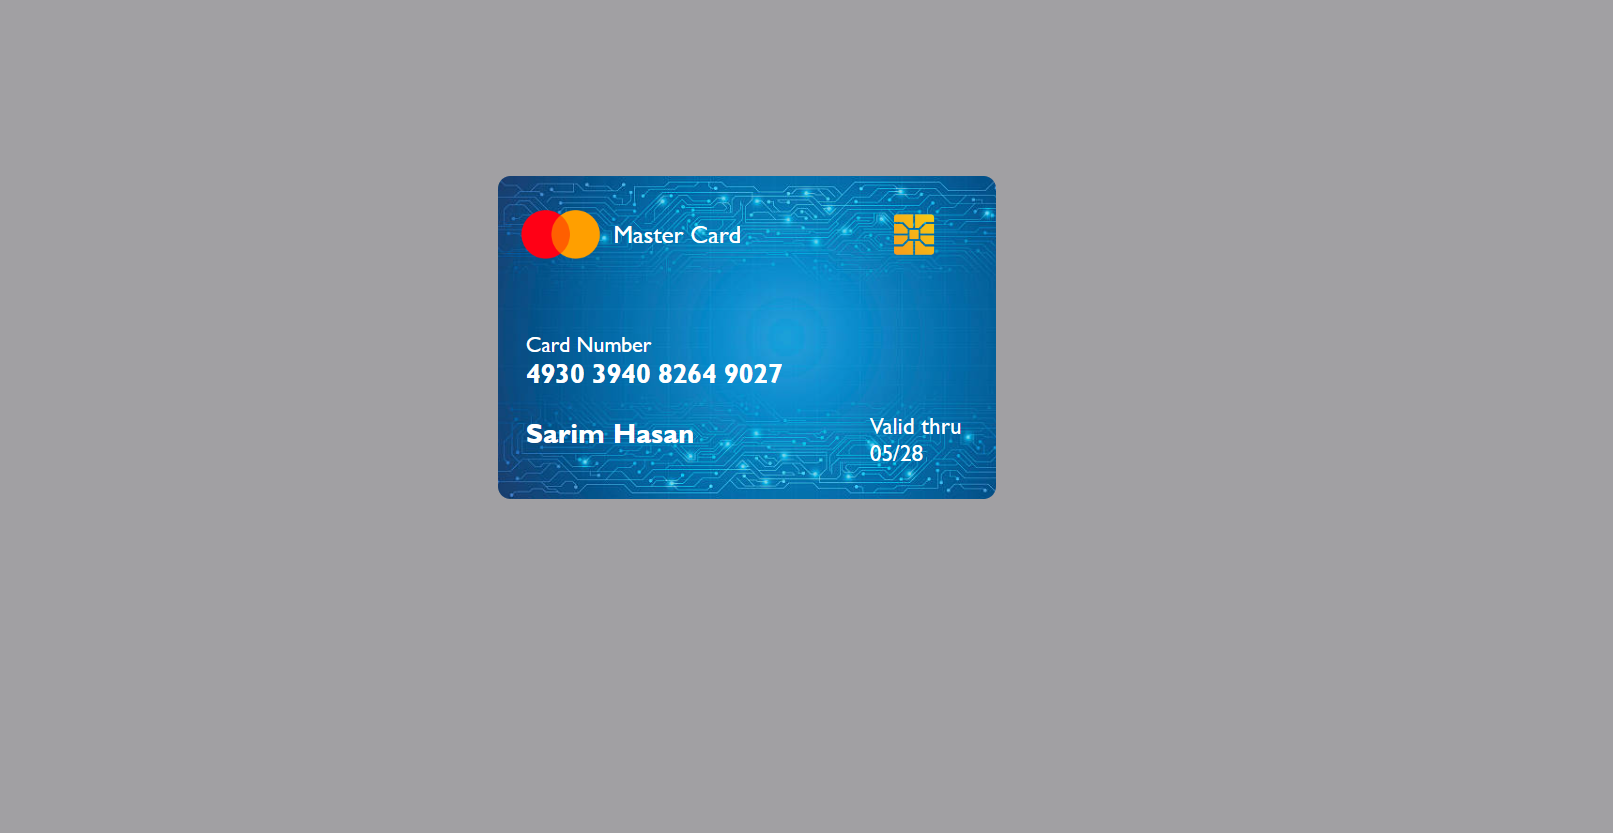 Master Card
Card Number
4930 3940 8264 9027
Sarim Hasan
Valid thru
05/28